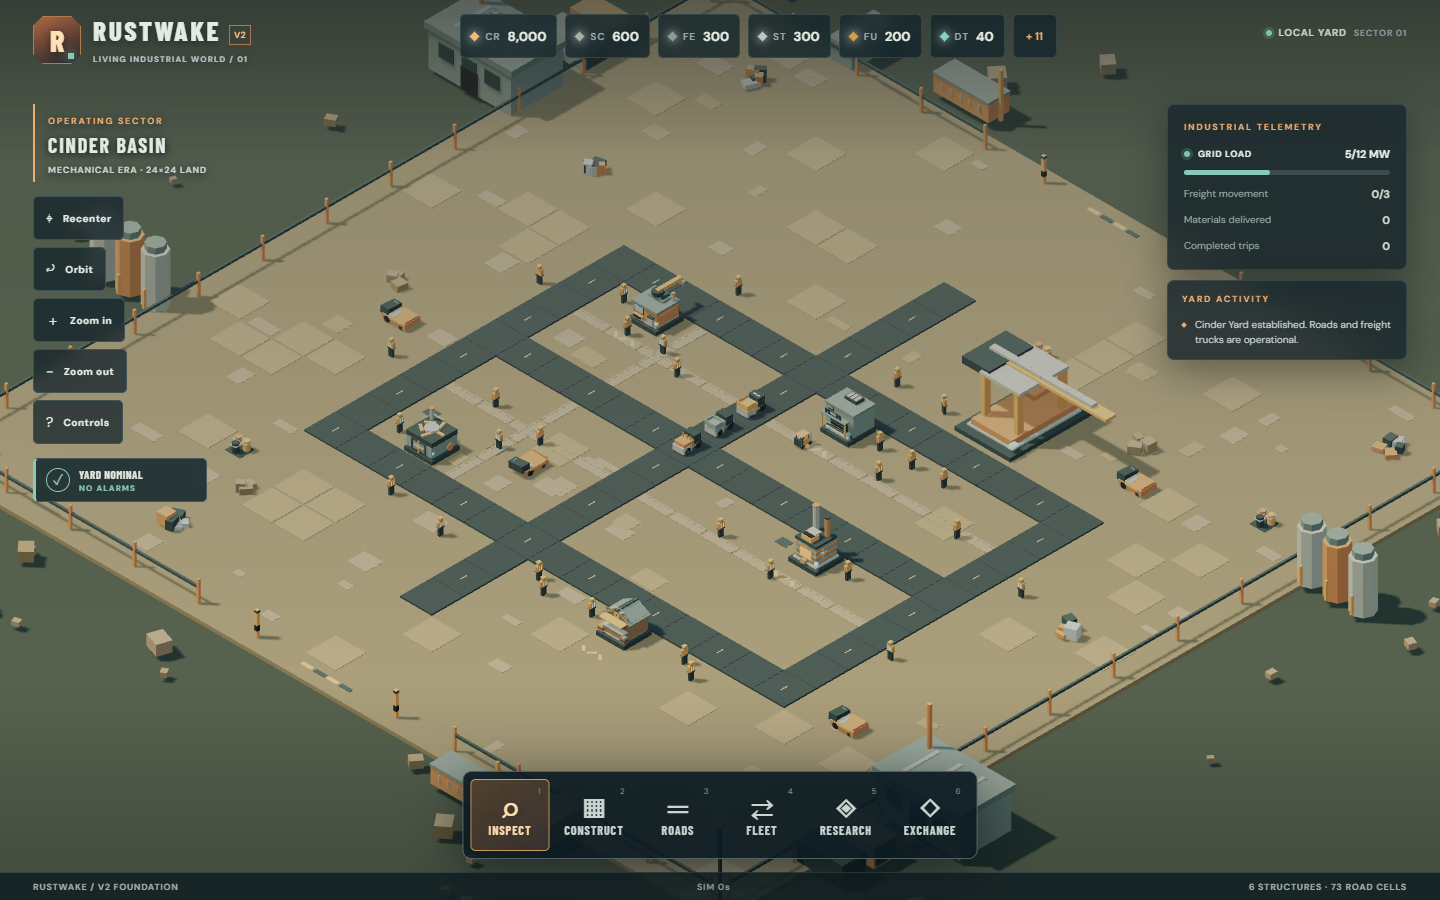 R
RUSTWAKE V2
LIVING INDUSTRIAL WORLD / 01
CR 8,000
SC 600
FE 300
ST 300
FU 200
DT 40
+11
LOCAL YARD SECTOR 01
OPERATING SECTOR
CINDER BASIN
MECHANICAL ERA · 24×24 LAND
Recenter
Orbit
+ Zoom in
− Zoom out
? Controls
YARD NOMINAL
NO ALARMS
INDUSTRIAL TELEMETRY
GRID LOAD 5/12 MW
Freight movement 0/3
Materials delivered 0
Completed trips 0
YARD ACTIVITY
Cinder Yard established. Roads and freight
trucks are operational.
1
INSPECT
2
CONSTRUCT
3
ROADS
4
FLEET
5
RESEARCH
6
EXCHANGE
RUSTWAKE / V2 FOUNDATION
SIM 0s
6 STRUCTURES · 73 ROAD CELLS